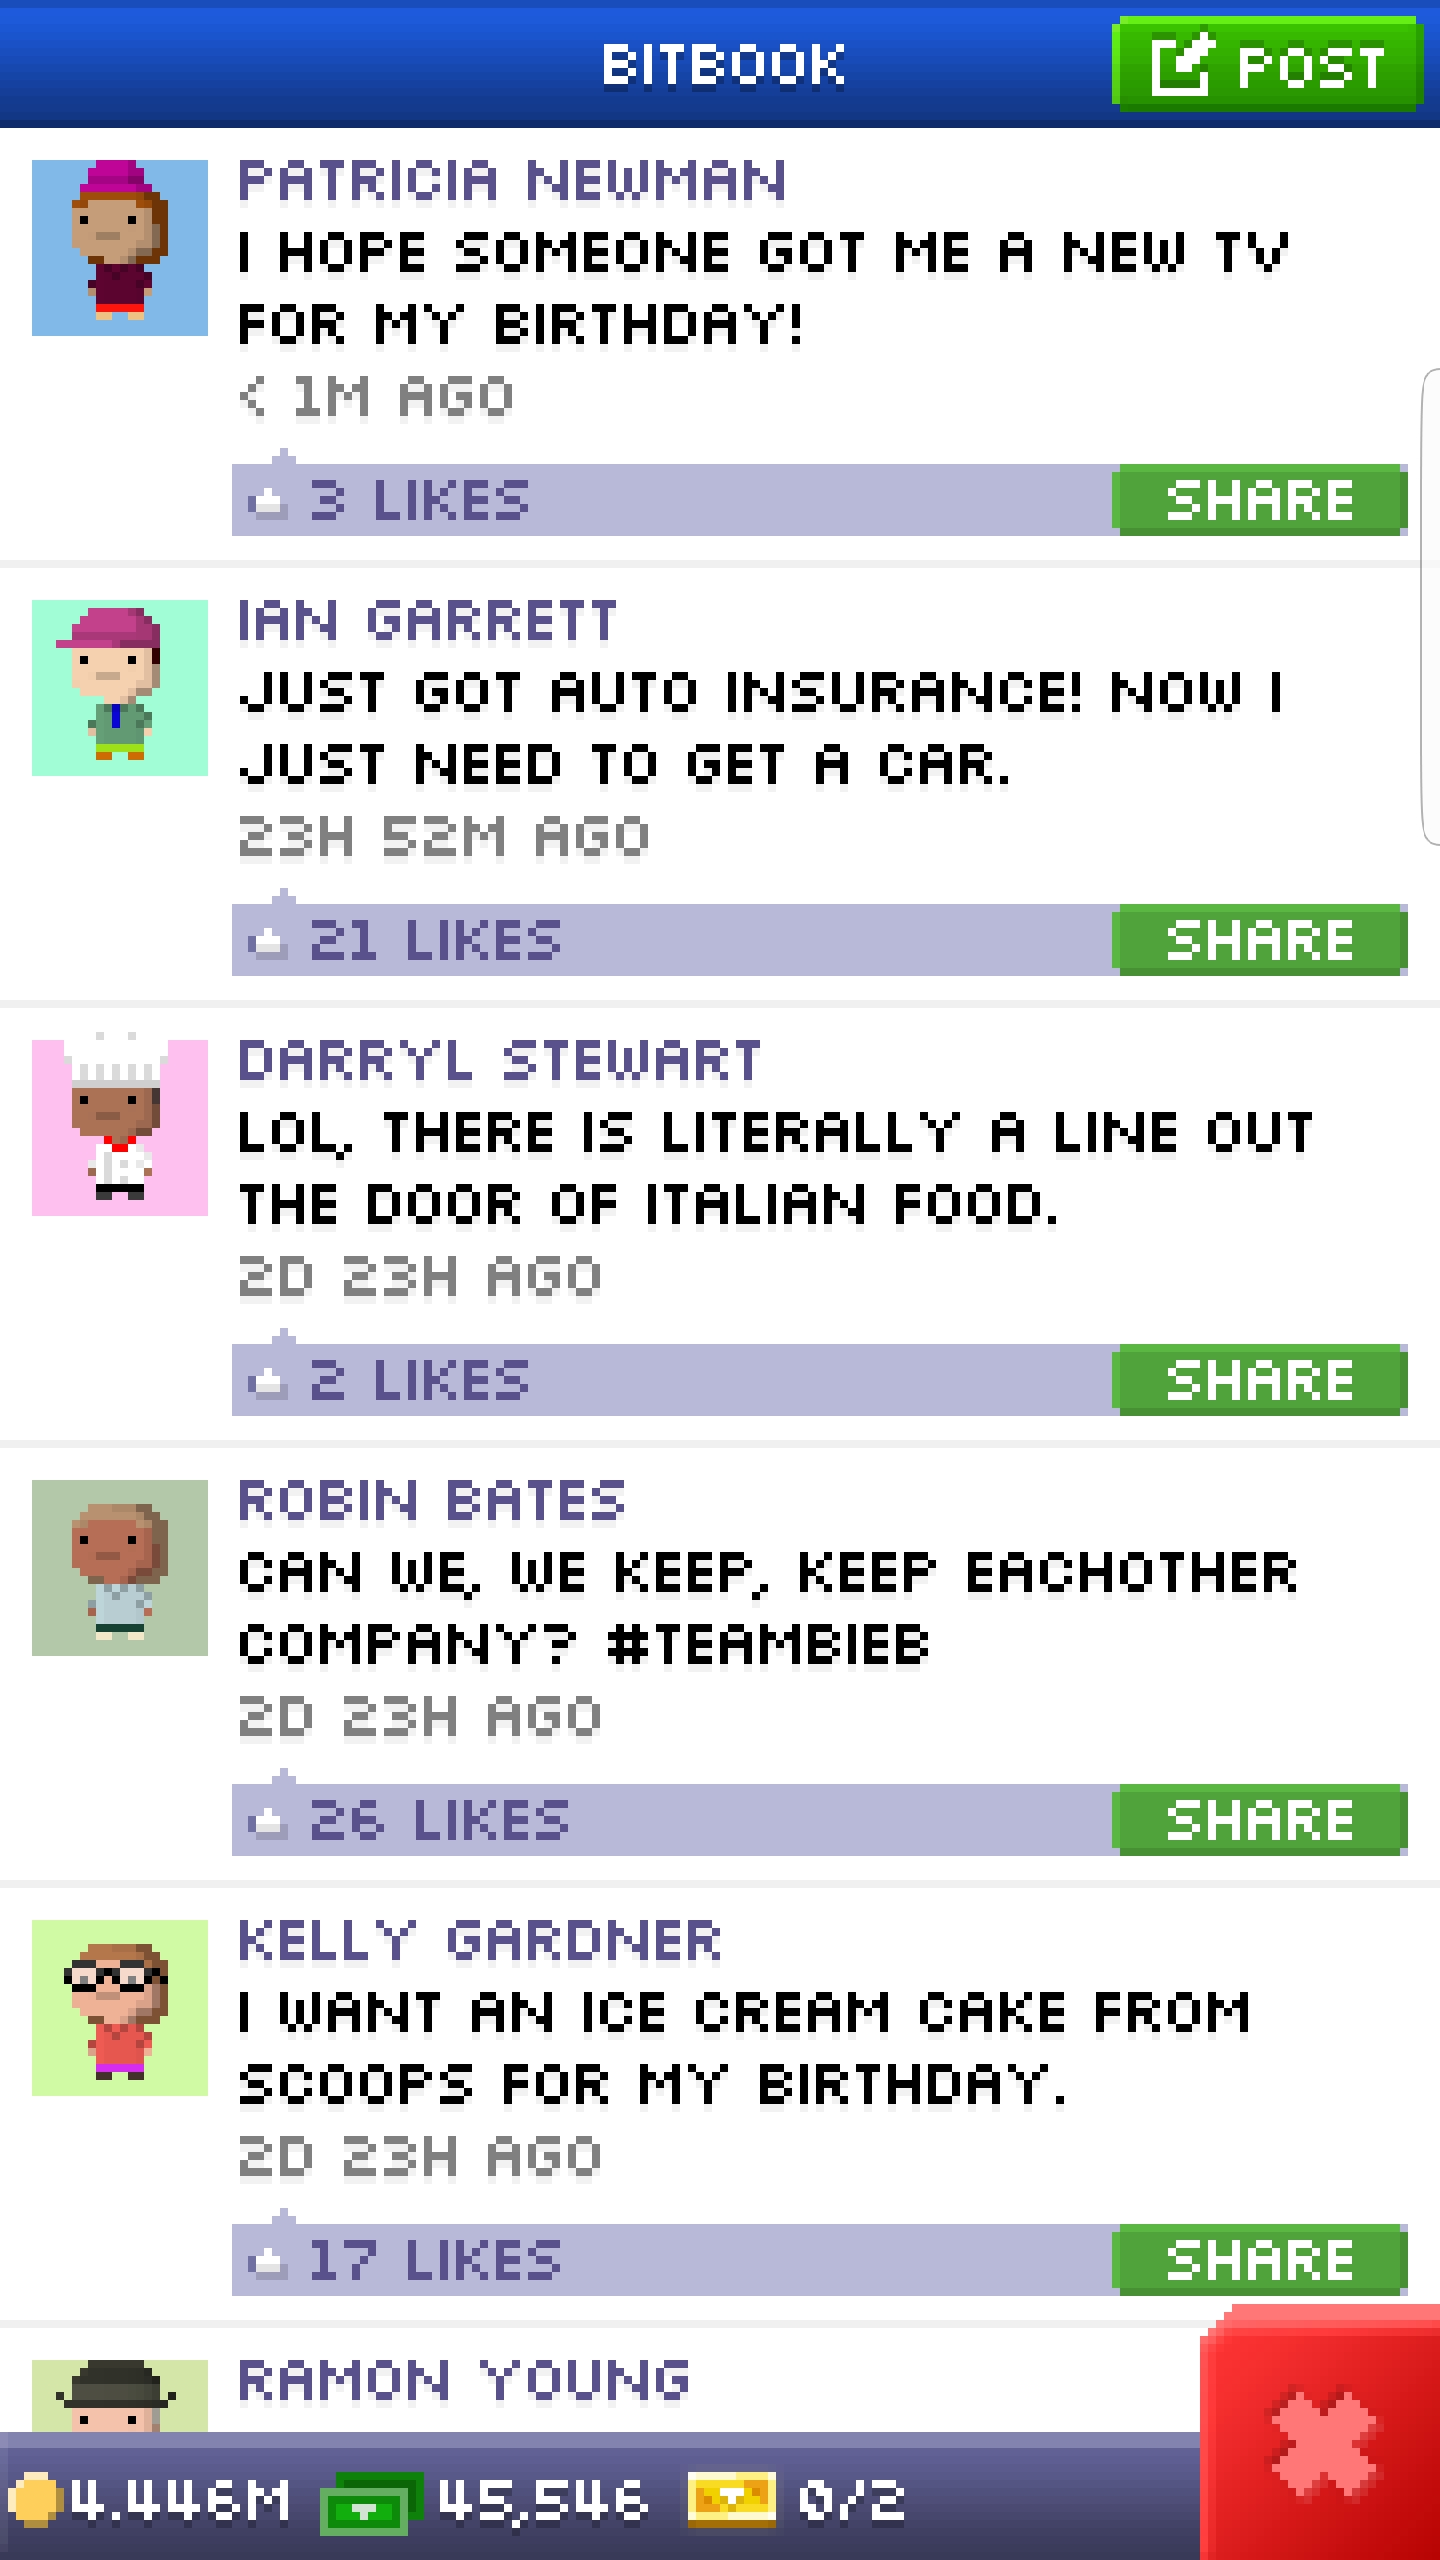 BITBOOK
POST
PATRICIA NEWMAN
I HOPE SOMEONE GOT ME A NEW TV
FOR MY BIRTHDAY!
< 1M AGO
3 LIKES
SHARE
IAN GARRETT
JUST GOT AUTO INSURANCE! NOW I
JUST NEED TO GET A CAR.
23H 52M AGO
21 LIKES
SHARE
DARRYL STEWART
LOL, THERE IS LITERALLY A LINE OUT
THE DOOR OF ITALIAN FOOD.
2D 23H AGO
2 LIKES
SHARE
ROBIN BATES
CAN WE, WE KEEP, KEEP EACHOTHER
COMPANY? #TEAMBIEB
2D 23H AGO
26 LIKES
SHARE
KELLY GARDNER
I WANT AN ICE CREAM CAKE FROM
SCOOPS FOR MY BIRTHDAY.
2D 23H AGO
17 LIKES
SHARE
RAMON YOUNG
4.446M
45,546
0/2